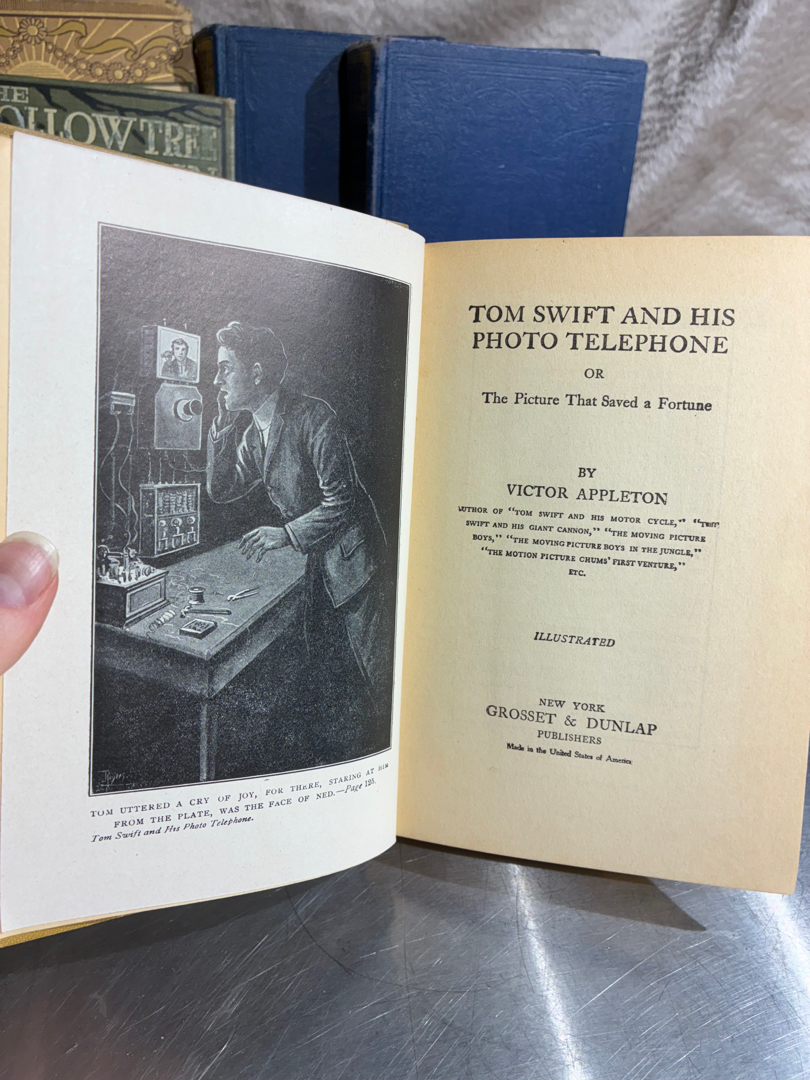 THE
OLLOW TREE
TOM SWIFT AND HIS
PHOTO TELEPHONE
OR
The Picture That Saved a Fortune
BY
VICTOR APPLETON
AUTHOR OF "TOM SWIFT AND HIS MOTOR CYCLE," "TOM
SWIFT AND HIS GIANT CANNON," "THE MOVING PICTURE
BOYS," "THE MOVING PICTURE BOYS IN THE JUNGLE,"
"THE MOTION PICTURE CHUMS' FIRST VENTURE,"
ETC.
ILLUSTRATED
NEW YORK
GROSSET & DUNLAP
PUBLISHERS
Made in the United States of America
TOM UTTERED A CRY OF JOY, FOR THERE, STARING AT HIM
FROM THE PLATE, WAS THE FACE OF NED.—Page 125.
Tom Swift and His Photo Telephone.